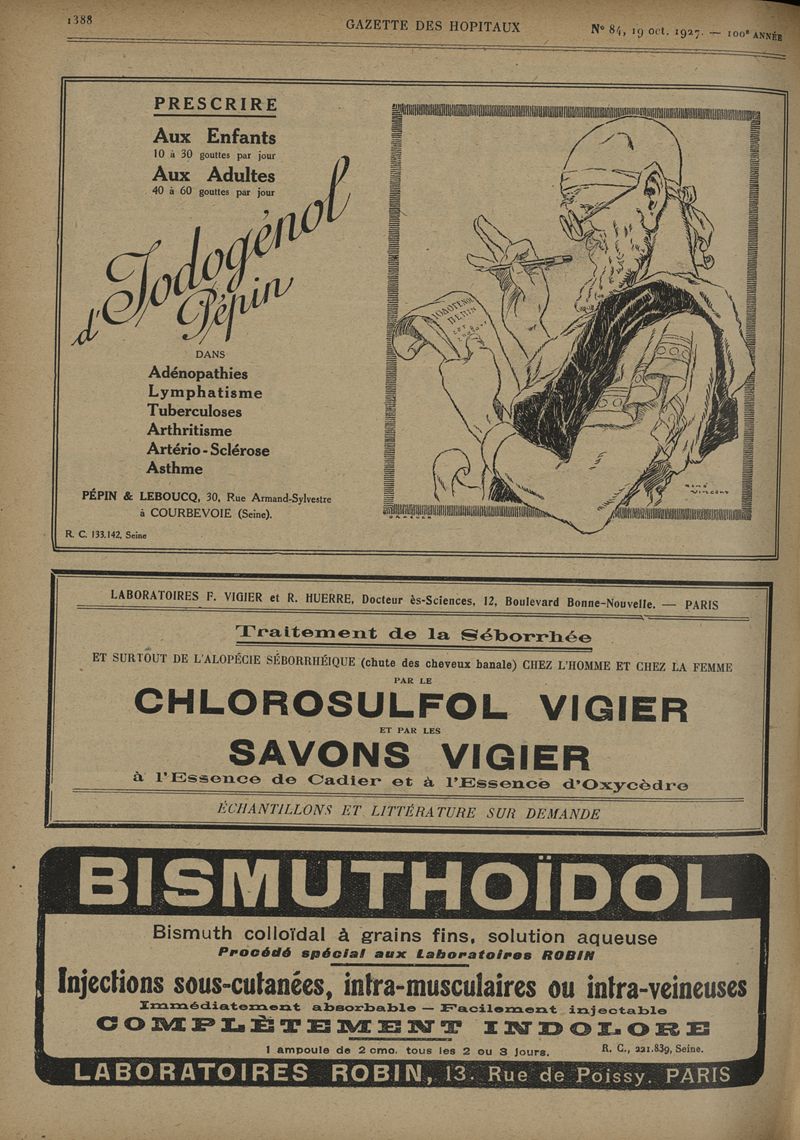 1388
GAZETTE DES HOPITAUX
N° 84, 19 oct. 1927. — 100e ANNÉE
PRESCRIRE
Aux Enfants
10 à 30 gouttes par jour
Aux Adultes
40 à 60 gouttes par jour
d'Iodogénol
Pépin
DANS
Adénopathies
Lymphatisme
Tuberculoses
Arthritisme
Artério-Sclérose
Asthme
PÉPIN & LEBOUCQ, 30, Rue Armand-Sylvestre
à COURBEVOIE (Seine).
R. C. 133.142, Seine
IODOGENOL
PEPIN
RENÉ
VINCENT
LABORATOIRES F. VIGIER et R. HUERRE, Docteur ès-Sciences, 12, Boulevard Bonne-Nouvelle. — PARIS
Traitement de la Séborrhée
ET SURTOUT DE L'ALOPÉCIE SÉBORRHÉIQUE (chute des cheveux banale) CHEZ L'HOMME ET CHEZ LA FEMME
PAR LE
CHLOROSULFOL VIGIER
ET PAR LES
SAVONS VIGIER
à l'Essence de Cadier et à l'Essence d'Oxycèdre
ÉCHANTILLONS ET LITTÉRATURE SUR DEMANDE
BISMUTHOÏDOL
Bismuth colloïdal à grains fins, solution aqueuse
Procédé spécial aux Laboratoires ROBIN
Injections sous-cutanées, intra-musculaires ou intra-veineuses
Immédiatement absorbable — Facilement injectable
COMPLÈTEMENT INDOLORE
1 ampoule de 2 cmc. tous les 2 ou 3 jours.
R. C., 221.839, Seine.
LABORATOIRES ROBIN, 13. Rue de Poissy. PARIS